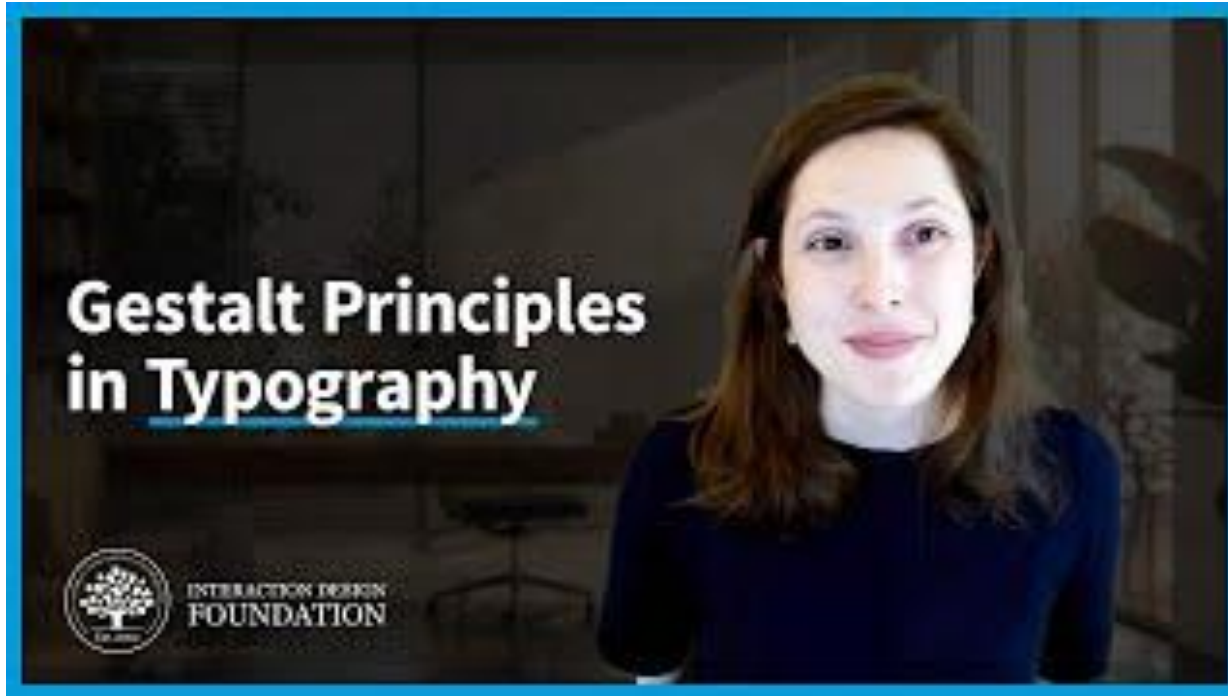 Gestalt Principles
in Typography
INTERACTION DESIGN
FOUNDATION